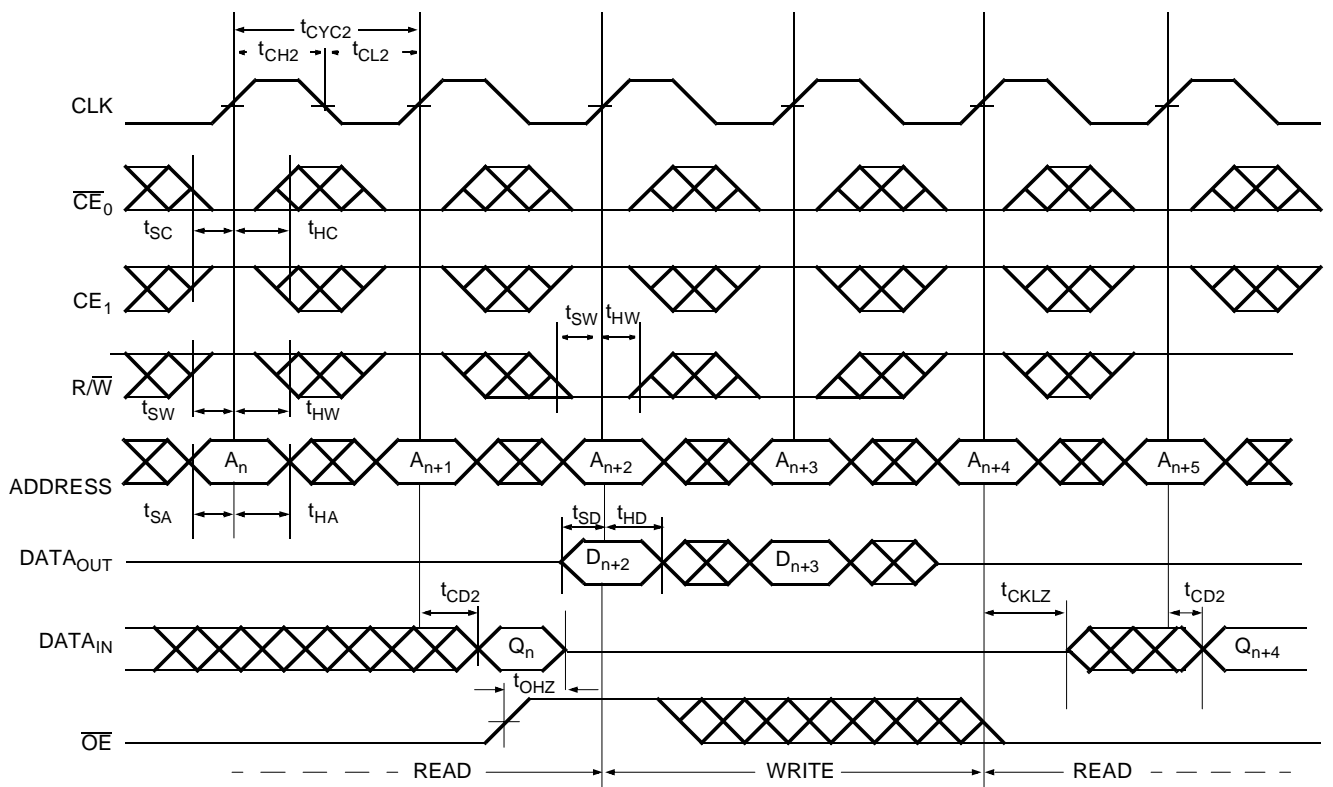 tCYC2
tCH2 tCL2
CLK
CE0
tSC tHC
CE1
tSW tHW
R/W
tSW tHW
An An+1 An+2 An+3 An+4 An+5
ADDRESS
tSA tHA tSD tHD
DATAOUT Dn+2 Dn+3
tCD2 tCKLZ tCD2
DATAIN Qn Qn+4
tOHZ
OE
READ WRITE READ